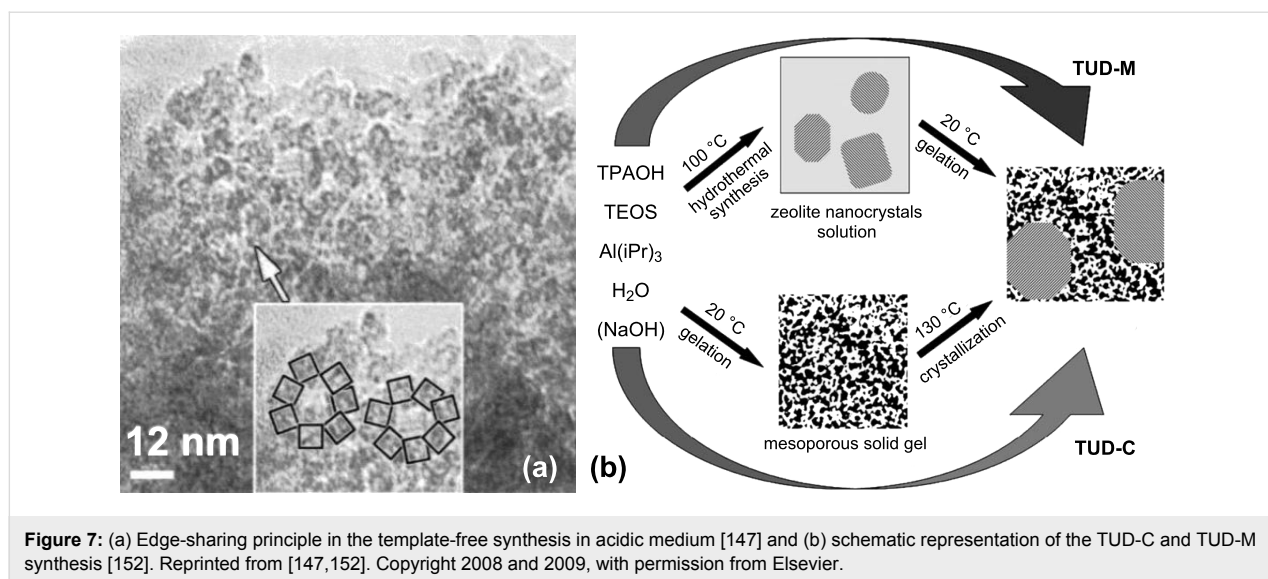 12 nm
(a)
(b)
TUD-M
TPAOH
TEOS
Al(iPr)₃
H₂O
(NaOH)
100 °C
hydrothermal
synthesis
zeolite nanocrystals
solution
20 °C
gelation
20 °C
gelation
mesoporous solid gel
130 °C
crystallization
TUD-C
Figure 7: (a) Edge-sharing principle in the template-free synthesis in acidic medium [147] and (b) schematic representation of the TUD-C and TUD-M
synthesis [152]. Reprinted from [147,152]. Copyright 2008 and 2009, with permission from Elsevier.